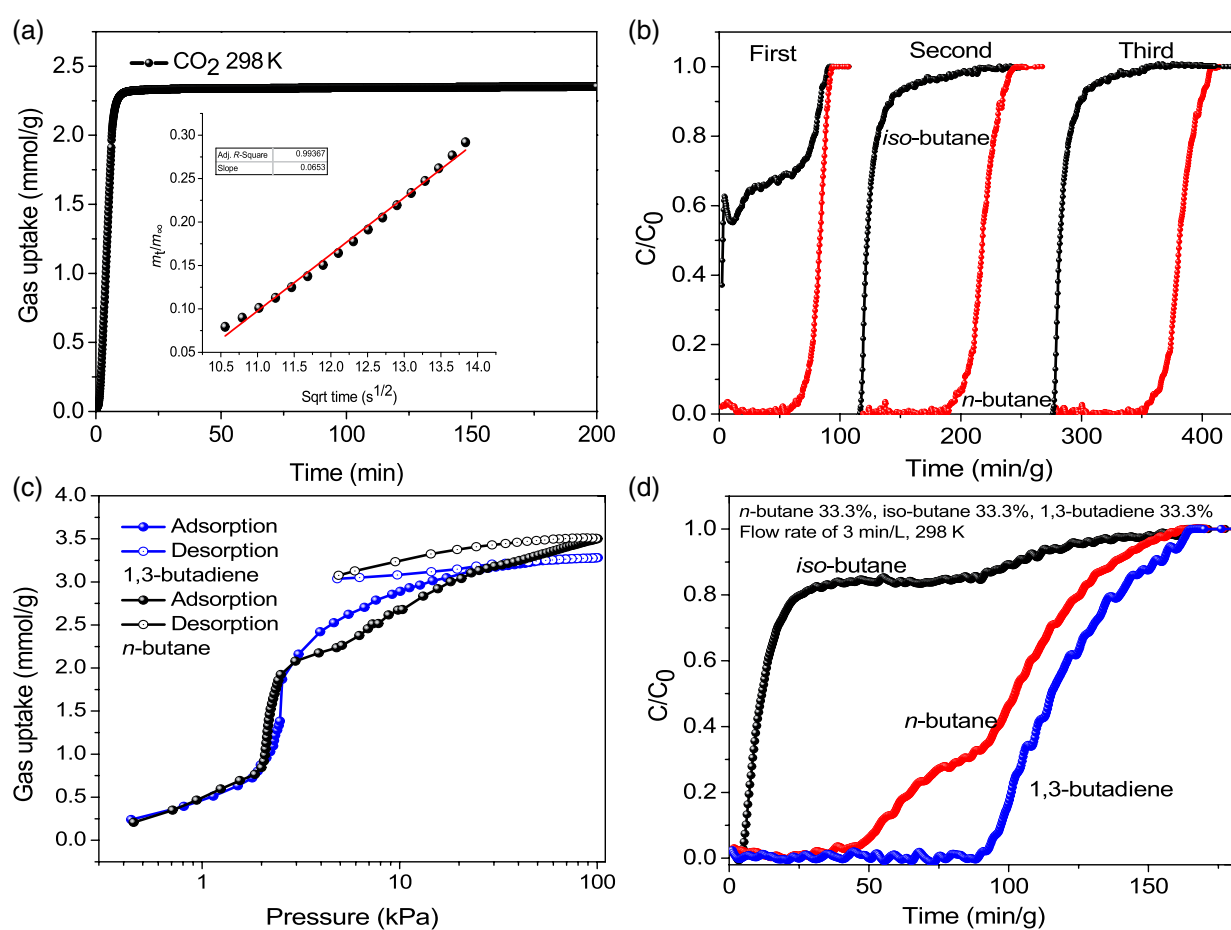 (a)
CO2 298 K
Gas uptake (mmol/g)
2.5
2.0
1.5
1.0
0.5
0.0
0
50
100
150
200
Time (min)
Adj. R-Square 0.99367
Slope 0.0653
mt/m∞
0.30
0.25
0.20
0.15
0.10
0.05
10.5 11.0 11.5 12.0 12.5 13.0 13.5 14.0
Sqrt time (s1/2)
(b)
First Second Third
iso-butane
n-butane
C/C0
1.0
0.8
0.6
0.4
0.2
0.0
0 100 200 300 400
Time (min/g)
(c)
Adsorption
Desorption
1,3-butadiene
Adsorption
Desorption
n-butane
Gas uptake (mmol/g)
4.0
3.5
3.0
2.5
2.0
1.5
1.0
0.5
0.0
1 10 100
Pressure (kPa)
(d)
n-butane 33.3%, iso-butane 33.3%, 1,3-butadiene 33.3%
Flow rate of 3 min/L, 298 K
iso-butane
n-butane
1,3-butadiene
C/C0
1.0
0.8
0.6
0.4
0.2
0.0
0 50 100 150
Time (min/g)